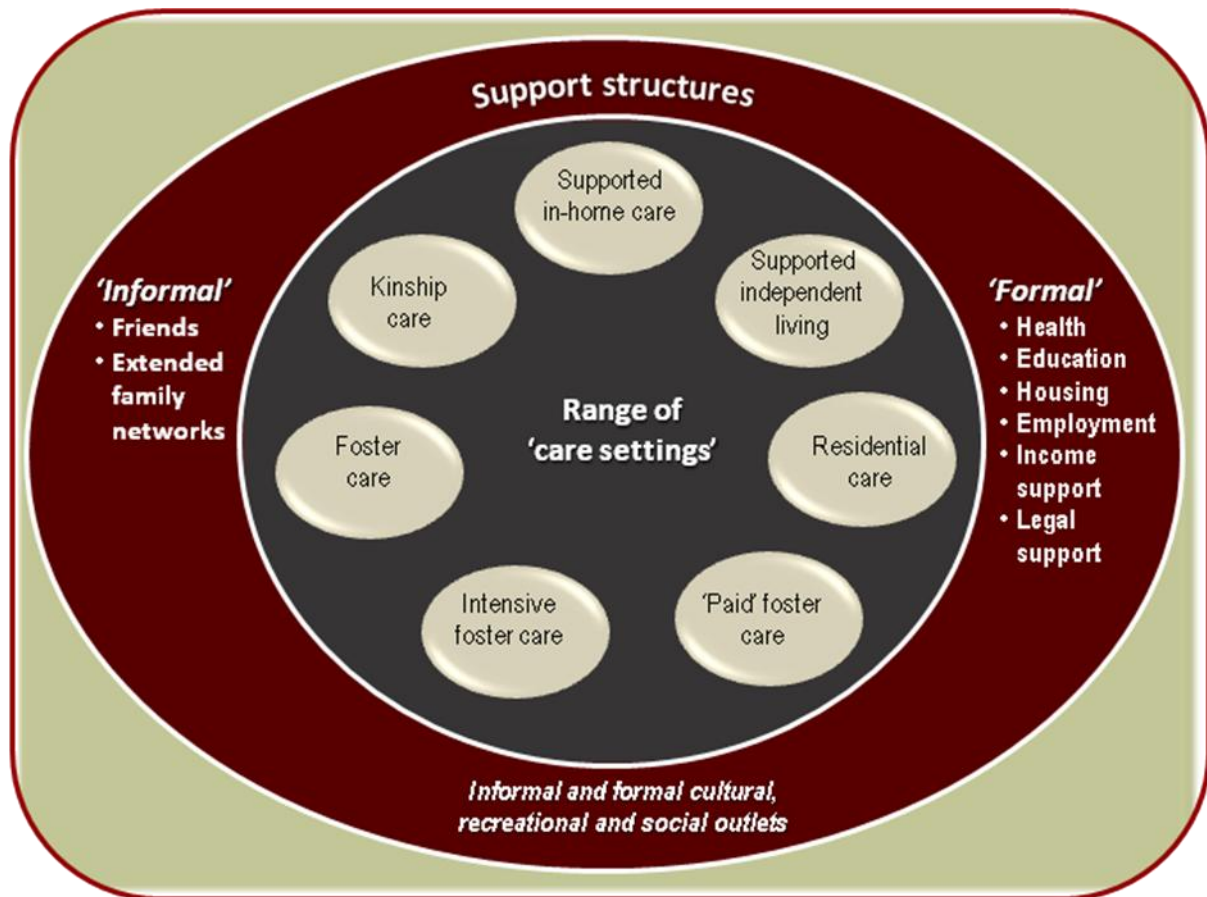 Support structures
Supported
in-home care
Kinship
care
Supported
independent
living
'Informal'
• Friends
• Extended
family
networks
'Formal'
• Health
• Education
• Housing
• Employment
• Income
support
• Legal
support
Range of
'care settings'
Foster
care
Residential
care
Intensive
foster care
'Paid' foster
care
Informal and formal cultural,
recreational and social outlets